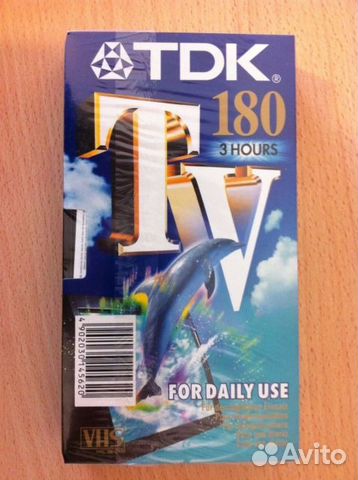 TDK®
TV
180
3 HOURS
4902030145620
FOR DAILY USE
VHS
Avito